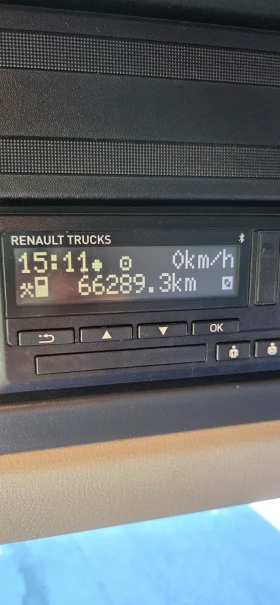 RENAULT TRUCKS
15:11 0km/h
66289.3km
OK